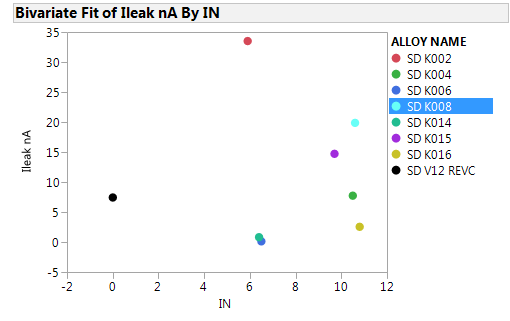 Bivariate Fit of Ileak nA By IN
35
30
25
20
15
10
5
0
-5
Ileak nA
-2
0
2
4
6
8
10
12
IN
ALLOY NAME
SD K002
SD K004
SD K006
SD K008
SD K014
SD K015
SD K016
SD V12 REVC